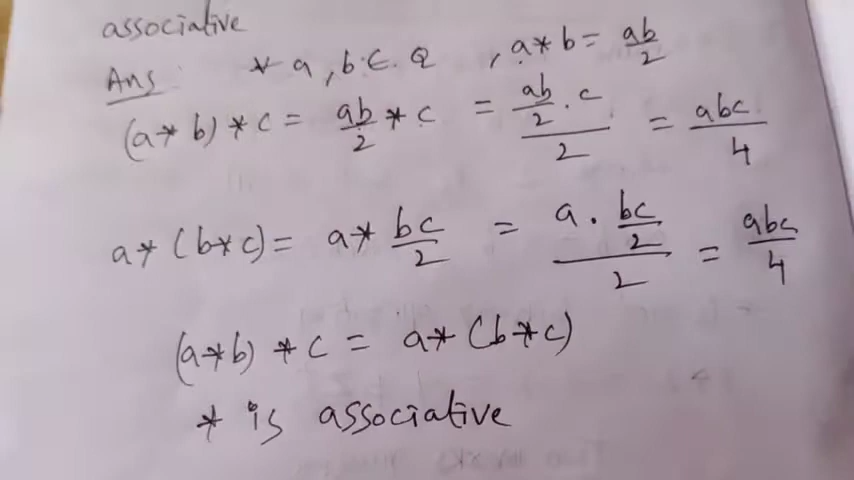 associative
Ans * a, b ∈ Q , a * b = ab/2
(a * b) * c = ab/2 * c = (ab/2 . c)/2 = abc/4
a * (b * c) = a * bc/2 = (a . bc/2)/2 = abc/4
(a * b) * c = a * (b * c)
* is associative